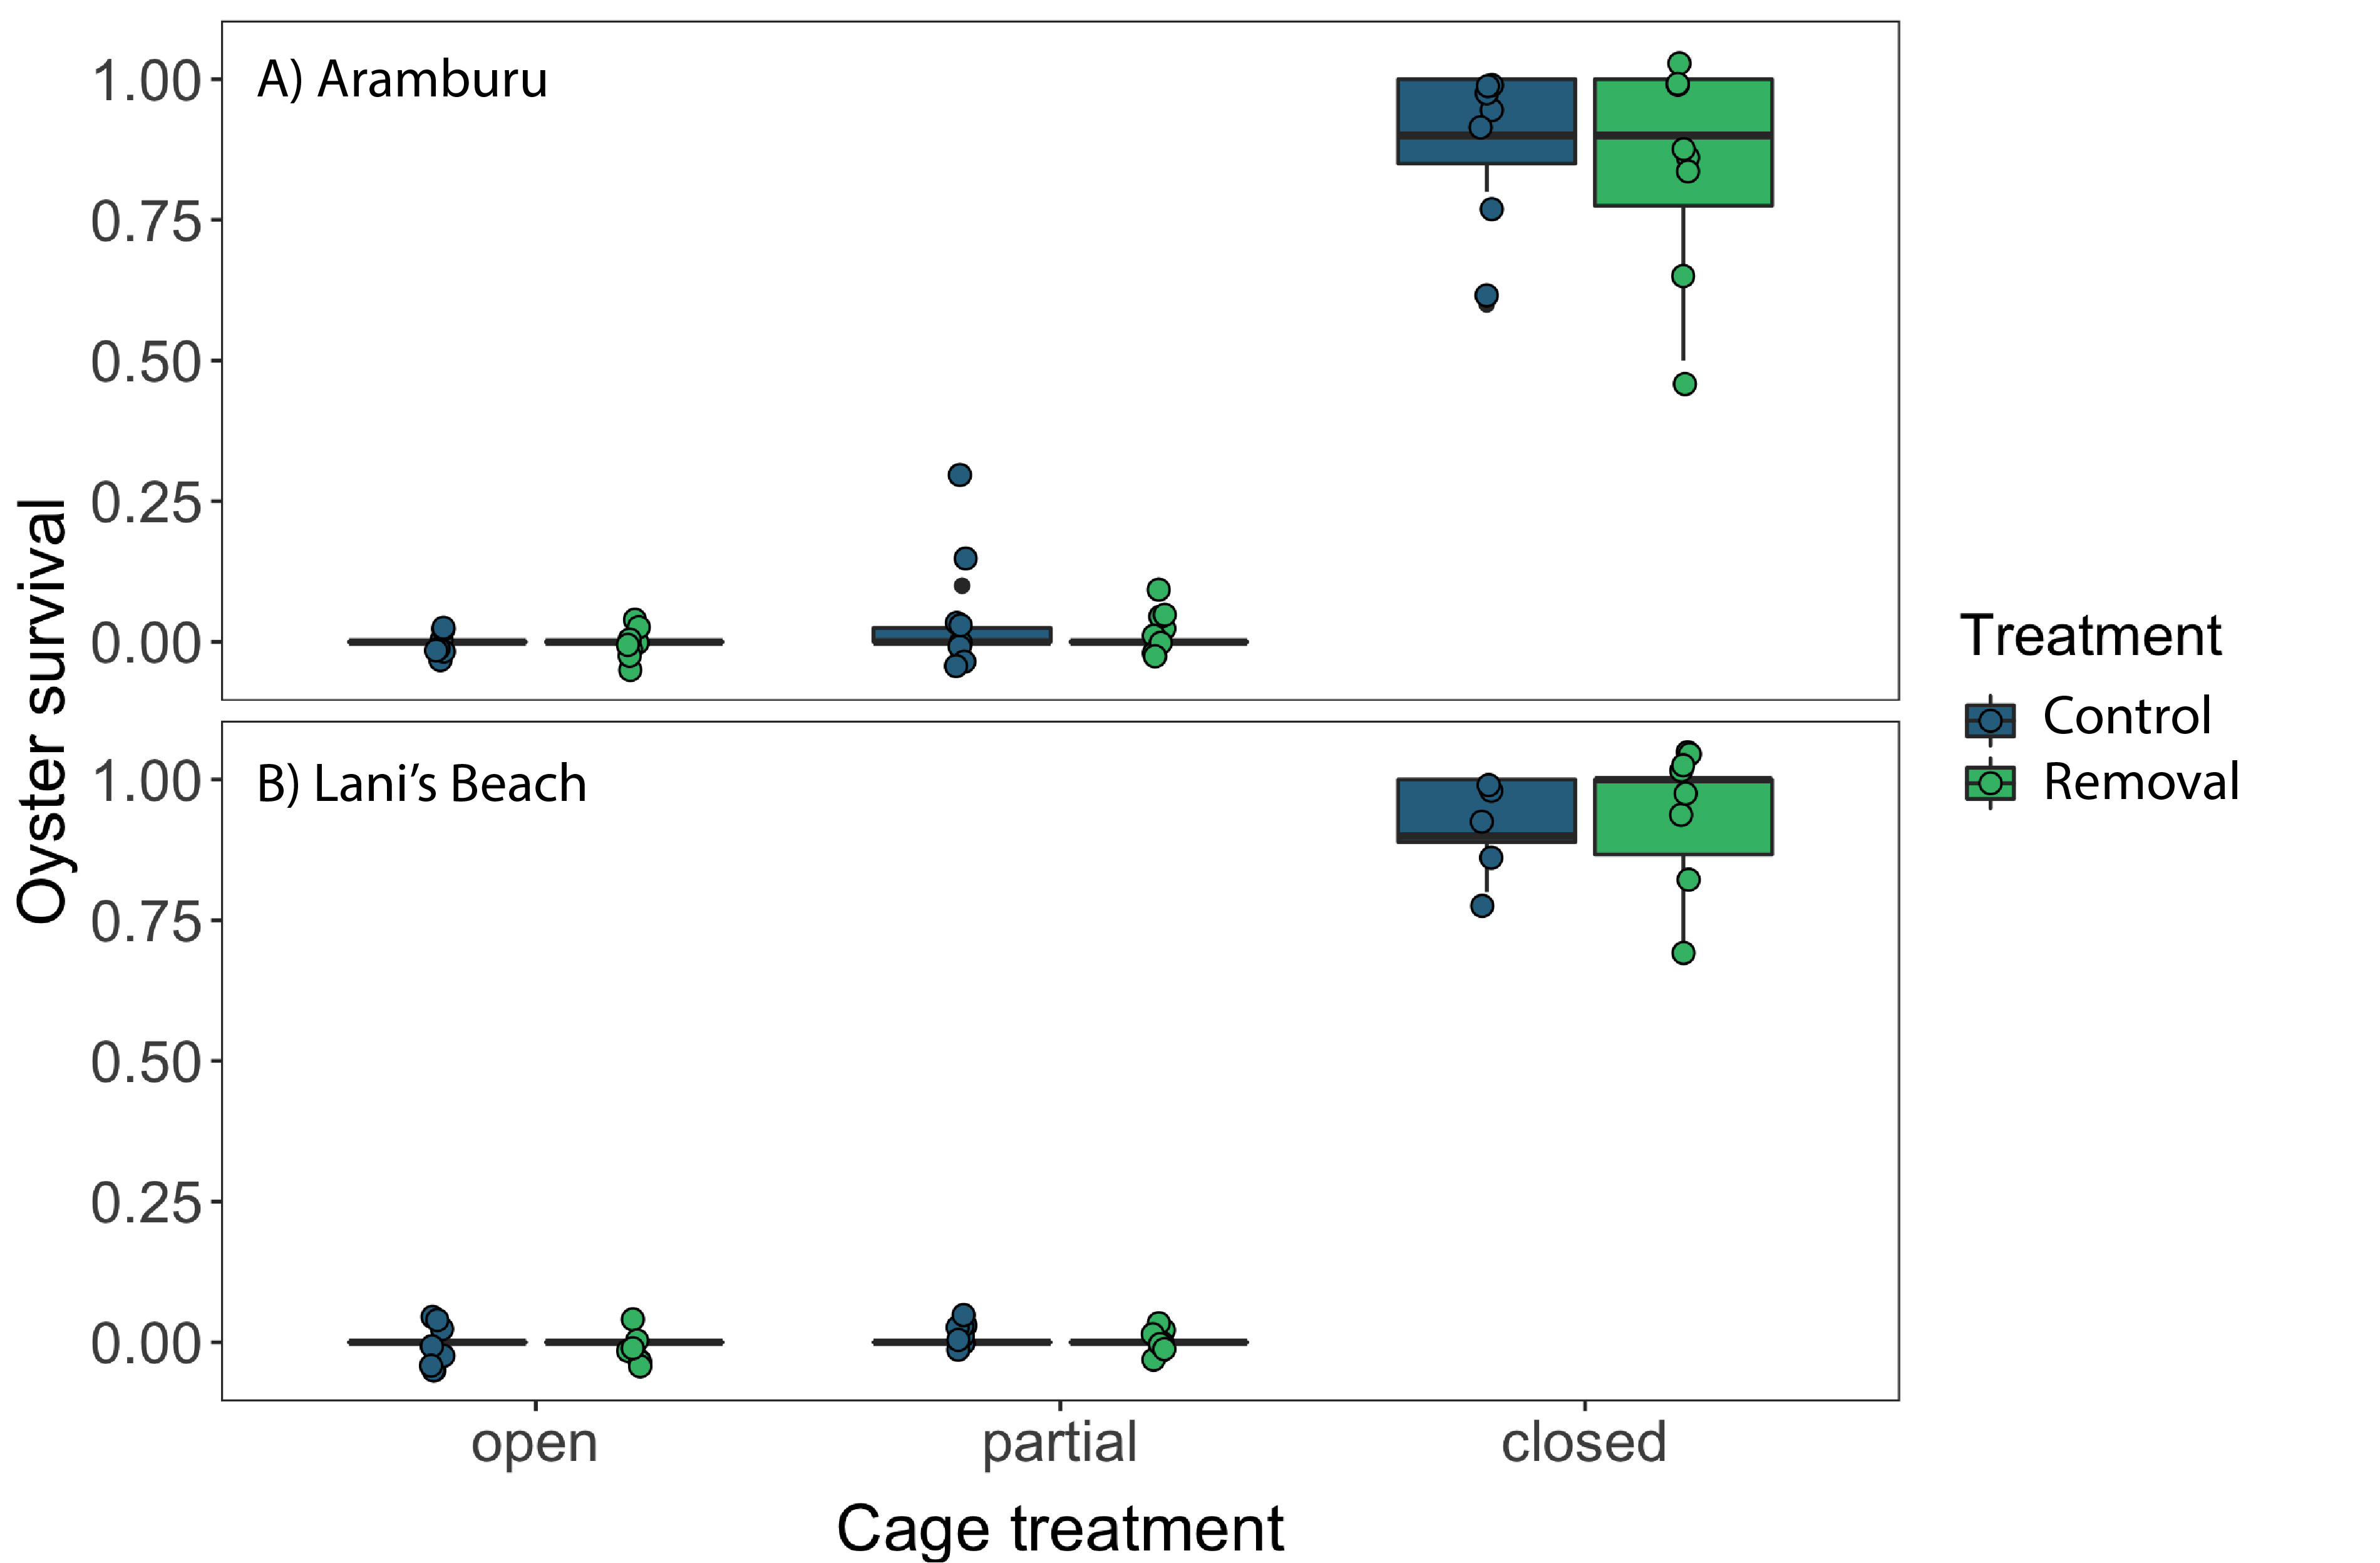 A) Aramburu
1.00
0.75
0.50
0.25
0.00
B) Lani's Beach
1.00
0.75
0.50
0.25
0.00
Oyster survival
open partial closed
Cage treatment
Treatment
Control
Removal